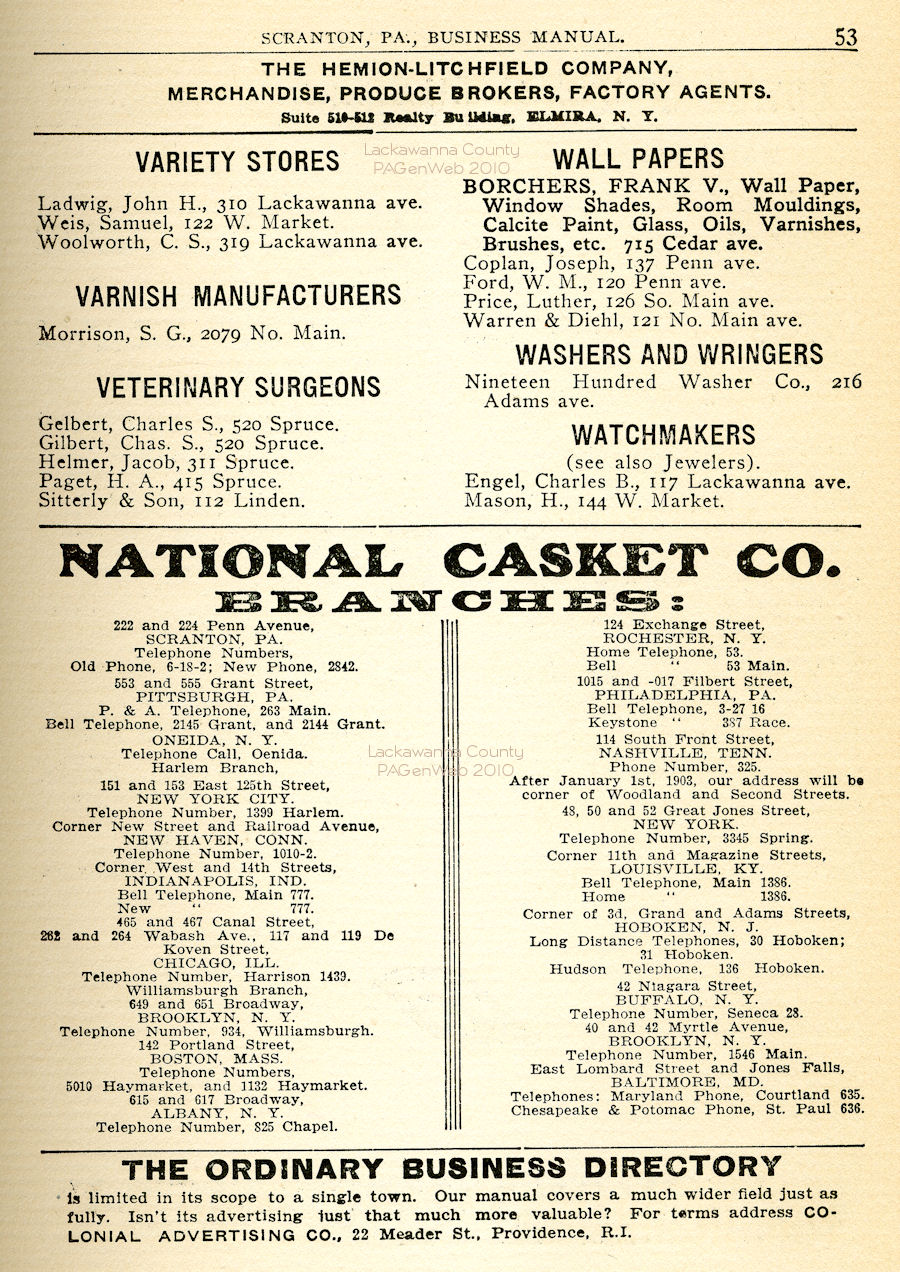 SCRANTON, PA., BUSINESS MANUAL. 53
THE HEMION-LITCHFIELD COMPANY,
MERCHANDISE, PRODUCE BROKERS, FACTORY AGENTS.
Suite 510-512 Realty Building, ELMIRA, N. Y.
Lackawanna County
PAGenWeb 2010
VARIETY STORES
Ladwig, John H., 310 Lackawanna ave.
Weis, Samuel, 122 W. Market.
Woolworth, C. S., 319 Lackawanna ave.
VARNISH MANUFACTURERS
Morrison, S. G., 2079 No. Main.
VETERINARY SURGEONS
Gelbert, Charles S., 520 Spruce.
Gilbert, Chas. S., 520 Spruce.
Helmer, Jacob, 311 Spruce.
Paget, H. A., 415 Spruce.
Sitterly & Son, 112 Linden.
WALL PAPERS
BORCHERS, FRANK V., Wall Paper,
Window Shades, Room Mouldings,
Calcite Paint, Glass, Oils, Varnishes,
Brushes, etc. 715 Cedar ave.
Coplan, Joseph, 137 Penn ave.
Ford, W. M., 120 Penn ave.
Price, Luther, 126 So. Main ave.
Warren & Diehl, 121 No. Main ave.
WASHERS AND WRINGERS
Nineteen Hundred Washer Co., 216
Adams ave.
WATCHMAKERS
(see also Jewelers).
Engel, Charles B., 117 Lackawanna ave.
Mason, H., 144 W. Market.
NATIONAL CASKET CO.
BRANCHES:
222 and 224 Penn Avenue,
SCRANTON, PA.
Telephone Numbers,
Old Phone, 6-18-2; New Phone, 2842.
553 and 555 Grant Street,
PITTSBURGH, PA.
P. & A. Telephone, 263 Main.
Bell Telephone, 2145 Grant, and 2144 Grant.
ONEIDA, N. Y.
Telephone Call, Oenida.
Harlem Branch,
151 and 153 East 125th Street,
NEW YORK CITY.
Telephone Number, 1399 Harlem.
Corner New Street and Railroad Avenue,
NEW HAVEN, CONN.
Telephone Number, 1010-2.
Corner West and 14th Streets,
INDIANAPOLIS, IND.
Bell Telephone, Main 777.
New " 777.
465 and 467 Canal Street,
262 and 264 Wabash Ave., 117 and 119 De
Koven Street,
CHICAGO, ILL.
Telephone Number, Harrison 1439.
Williamsburgh Branch,
649 and 651 Broadway,
BROOKLYN, N. Y.
Telephone Number, 934, Williamsburgh.
142 Portland Street,
BOSTON, MASS.
Telephone Numbers,
5010 Haymarket, and 1132 Haymarket.
615 and 617 Broadway,
ALBANY, N. Y.
Telephone Number, 825 Chapel.
Lackawanna County
PAGenWeb 2010
124 Exchange Street,
ROCHESTER, N. Y.
Home Telephone, 53.
Bell " 53 Main.
1015 and -017 Filbert Street,
PHILADELPHIA, PA.
Bell Telephone, 3-27 16
Keystone " 387 Race.
114 South Front Street,
NASHVILLE, TENN.
Phone Number, 325.
After January 1st, 1903, our address will be
corner of Woodland and Second Streets.
48, 50 and 52 Great Jones Street,
NEW YORK.
Telephone Number, 3345 Spring.
Corner 11th and Magazine Streets,
LOUISVILLE, KY.
Bell Telephone, Main 1386.
Home " 1386.
Corner of 3d, Grand and Adams Streets,
HOBOKEN, N. J.
Long Distance Telephones, 30 Hoboken;
31 Hoboken.
Hudson Telephone, 136 Hoboken.
42 Niagara Street,
BUFFALO, N. Y.
Telephone Number, Seneca 28.
40 and 42 Myrtle Avenue,
BROOKLYN, N. Y.
Telephone Number, 1546 Main.
East Lombard Street and Jones Falls,
BALTIMORE, MD.
Telephones: Maryland Phone, Courtland 635.
Chesapeake & Potomac Phone, St. Paul 636.
THE ORDINARY BUSINESS DIRECTORY
is limited in its scope to a single town. Our manual covers a much wider field just as
fully. Isn't its advertising just that much more valuable? For terms address CO-
LONIAL ADVERTISING CO., 22 Meader St., Providence, R.I.